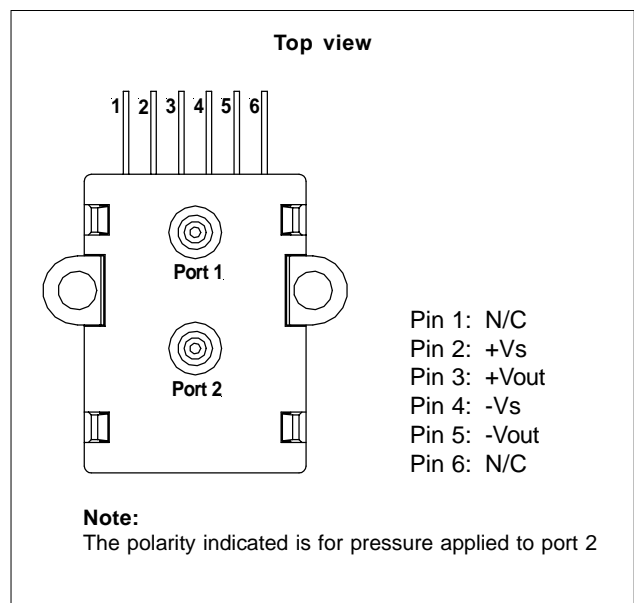 Top view
1 2 3 4 5 6
Port 1
Port 2
Pin 1: N/C
Pin 2: +Vs
Pin 3: +Vout
Pin 4: -Vs
Pin 5: -Vout
Pin 6: N/C
Note:
The polarity indicated is for pressure applied to port 2